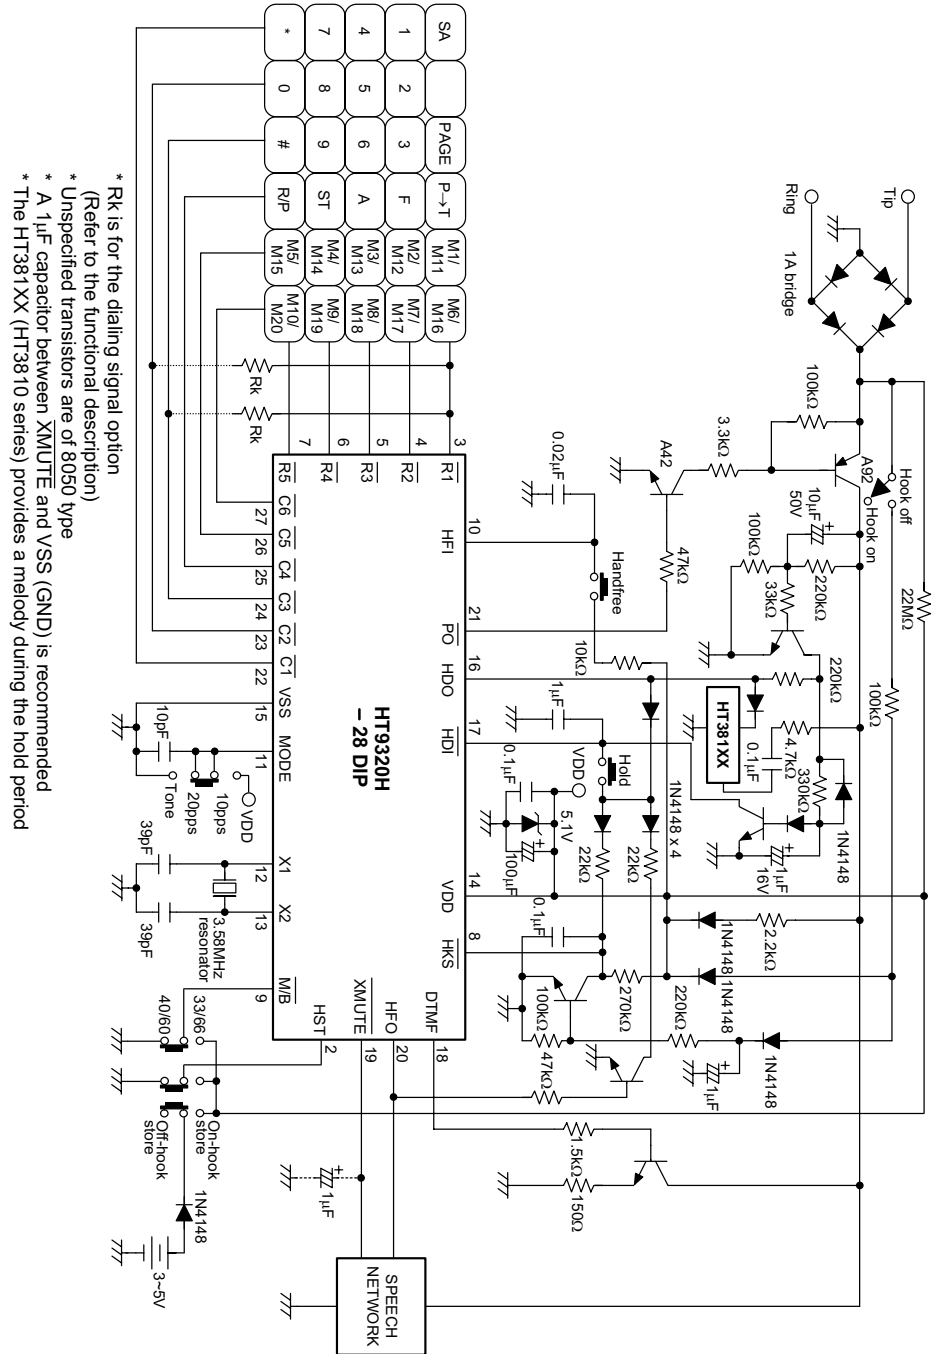 Tip
Ring
1A bridge
Hook off
Hook on
A92
100kΩ
3.3kΩ
A42
47kΩ
0.02μF
Handfree
10kΩ
10μF
50V
100kΩ
220kΩ
33kΩ
22MΩ
100kΩ
220kΩ
HT381XX
4.7kΩ
0.1μF
330kΩ
1N4148
1μF
16V
1μF
Hold
1N4148 x 4
22kΩ
22kΩ
0.1μF
VDD
5.1V
100μF
2.2kΩ
1N4148
1N4148
1N4148
0.1μF
270kΩ
220kΩ
100kΩ
47kΩ
1μF
1.5kΩ
150Ω
SA
PAGE
P→T
M1/
M11
M6/
M16
1
2
3
F
M2/
M12
M7/
M17
4
5
6
A
M3/
M13
M8/
M18
7
8
9
ST
M4/
M14
M9/
M19
*
0
#
R/P
M5/
M15
M10/
M20
Rk
Rk
HT9320H
– 28 DIP
3
R1
4
R2
5
R3
6
R4
7
R5
10
HFI
21
PO
16
HDO
17
HDI
14
VDD
8
HKS
18
DTMF
20
HFO
19
XMUTE
2
HST
27
C6
26
C5
25
C4
24
C3
23
C2
22
C1
15
VSS
11
MODE
12
X1
13
X2
9
M/B
10pF
Tone
20pps
10pps
VDD
39pF
39pF
3.58MHz
resonator
33/66
40/60
On-hook
store
Off-hook
store
1N4148
3~5V
1μF
SPEECH
NETWORK
* Rk is for the dialing signal option
(Refer to the functional description)
* Unspecified transistors are of 8050 type
* A 1μF capacitor between XMUTE and VSS (GND) is recommended
* The HT381XX (HT3810 series) provides a melody during the hold period